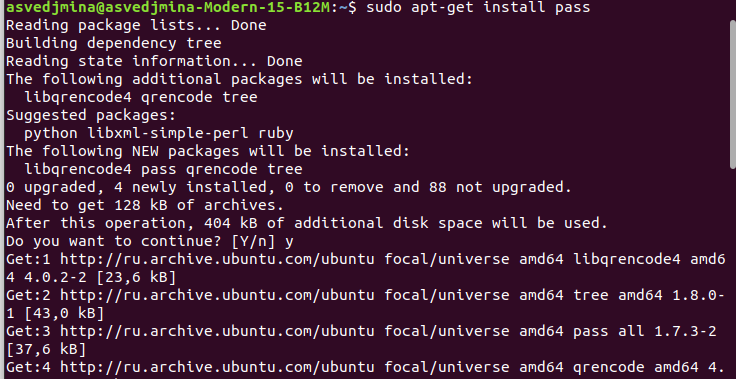 asvedjmina@asvedjmina-Modern-15-B12M:~$ sudo apt-get install pass
Reading package lists... Done
Building dependency tree
Reading state information... Done
The following additional packages will be installed:
  libqrencode4 qrencode tree
Suggested packages:
  python libxml-simple-perl ruby
The following NEW packages will be installed:
  libqrencode4 pass qrencode tree
0 upgraded, 4 newly installed, 0 to remove and 88 not upgraded.
Need to get 128 kB of archives.
After this operation, 404 kB of additional disk space will be used.
Do you want to continue? [Y/n] y
Get:1 http://ru.archive.ubuntu.com/ubuntu focal/universe amd64 libqrencode4 amd6
4 4.0.2-2 [23,6 kB]
Get:2 http://ru.archive.ubuntu.com/ubuntu focal/universe amd64 tree amd64 1.8.0-
1 [43,0 kB]
Get:3 http://ru.archive.ubuntu.com/ubuntu focal/universe amd64 pass all 1.7.3-2
[37,6 kB]
Get:4 http://ru.archive.ubuntu.com/ubuntu focal/universe amd64 qrencode amd64 4.